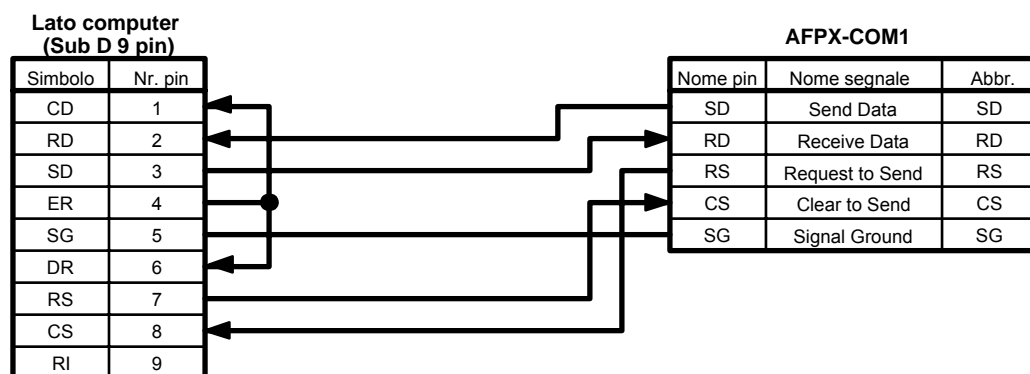 Lato computer
(Sub D 9 pin)
Simbolo Nr. pin
CD 1
RD 2
SD 3
ER 4
SG 5
DR 6
RS 7
CS 8
RI 9
AFPX-COM1
Nome pin Nome segnale Abbr.
SD Send Data SD
RD Receive Data RD
RS Request to Send RS
CS Clear to Send CS
SG Signal Ground SG